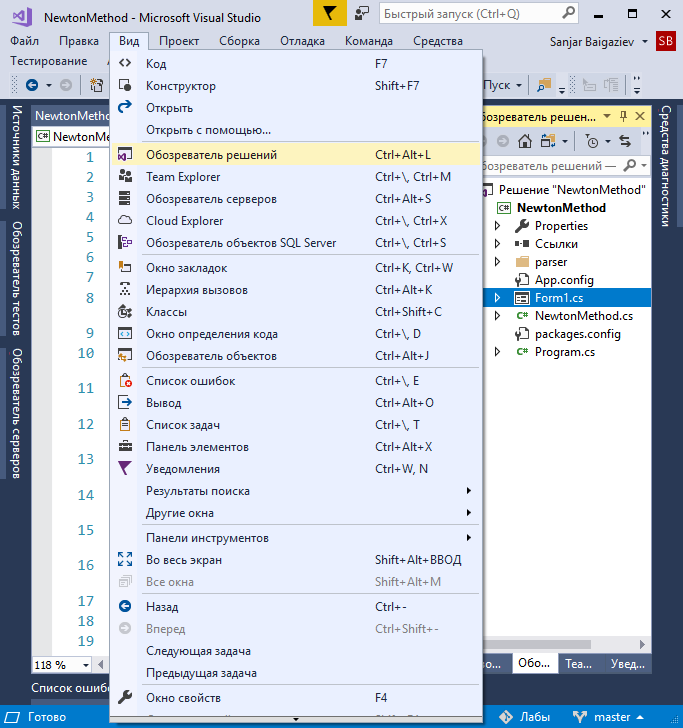 NewtonMethod - Microsoft Visual Studio
Быстрый запуск (Ctrl+Q)
Файл Правка Вид Проект Сборка Отладка Команда Средства
Sanjar Baigaziev SB
Тестирование
Код F7
Конструктор Shift+F7
Открыть
Открыть с помощью...
Обозреватель решений Ctrl+Alt+L
Team Explorer Ctrl+\, Ctrl+M
Обозреватель серверов Ctrl+Alt+S
Cloud Explorer Ctrl+\, Ctrl+X
Обозреватель объектов SQL Server Ctrl+\, Ctrl+S
Окно закладок Ctrl+K, Ctrl+W
Иерархия вызовов Ctrl+Alt+K
Классы Ctrl+Shift+C
Окно определения кода Ctrl+\, D
Обозреватель объектов Ctrl+Alt+J
Список ошибок Ctrl+\, E
Вывод Ctrl+Alt+O
Список задач Ctrl+\, T
Панель элементов Ctrl+Alt+X
Уведомления Ctrl+W, N
Результаты поиска
Другие окна
Панели инструментов
Во весь экран Shift+Alt+ВВОД
Все окна Shift+Alt+M
Назад Ctrl+-
Вперед Ctrl+Shift+-
Следующая задача
Предыдущая задача
Окно свойств F4
Источники данных
Обозреватель тестов
Обозреватель серверов
NewtonMetho
C# NewtonMe
1
2
3
4
5
6
7
8
9
10
11
12
13
14
15
16
17
18
19
118 %
Список ошибо
Пуск
бозреватель решен...
бозреватель решений —
Решение "NewtonMethod"
C# NewtonMethod
Properties
Ссылки
parser
App.config
Form1.cs
C# NewtonMethod.cs
packages.config
C# Program.cs
Средства диагностики
Обо... Tea... Увед...
Готово Лабы master